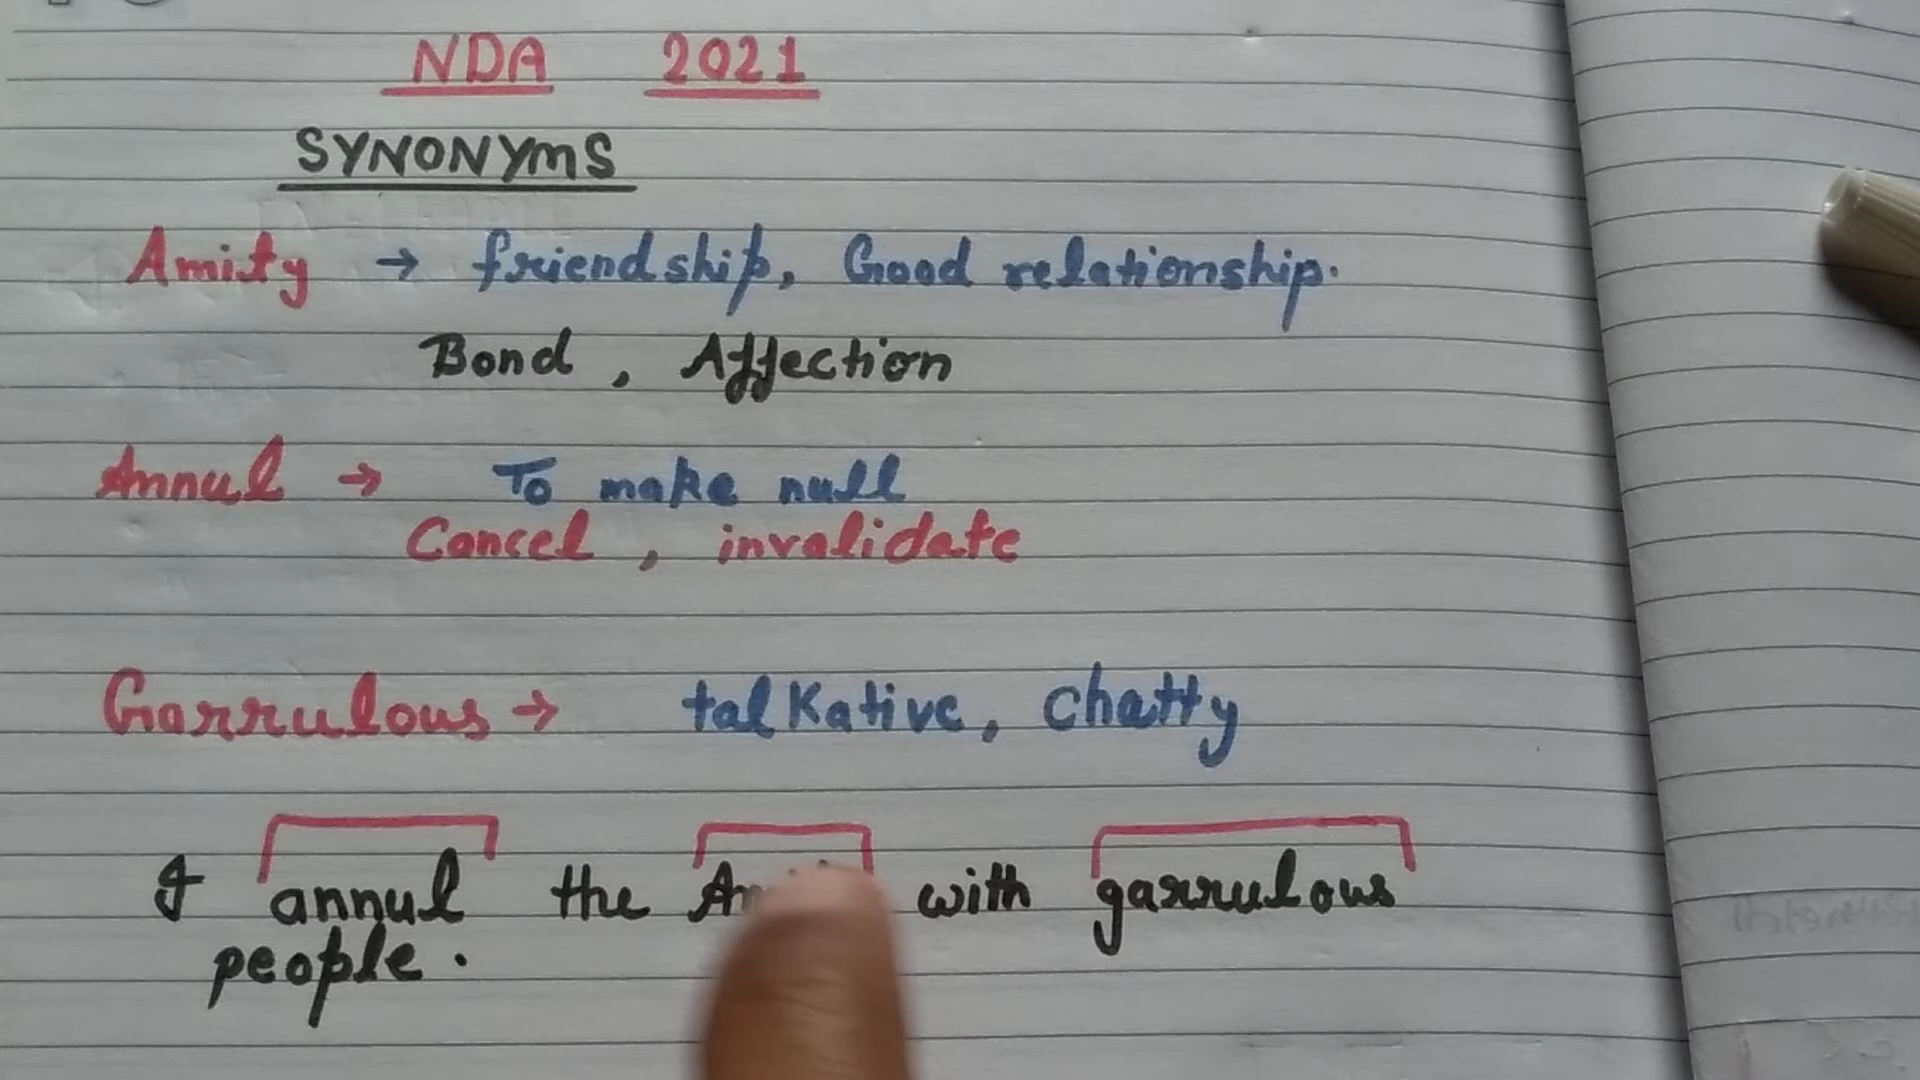 NDA 2021
SYNONYMS
Amity → friendship, Good relationship.
Bond, Affection
Annul → To make null
Cancel, invalidate
Garrulous → talkative, Chatty
I annul the with garrulous
people.